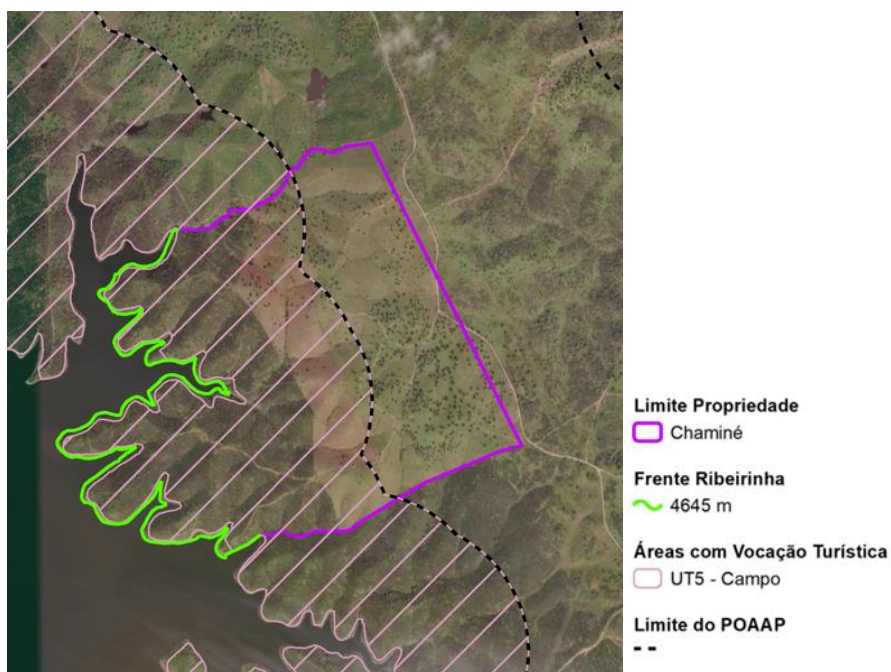 Limite Propriedade
Chaminé
Frente Ribeirinha
4645 m
Áreas com Vocação Turística
UT5 - Campo
Limite do POAAP